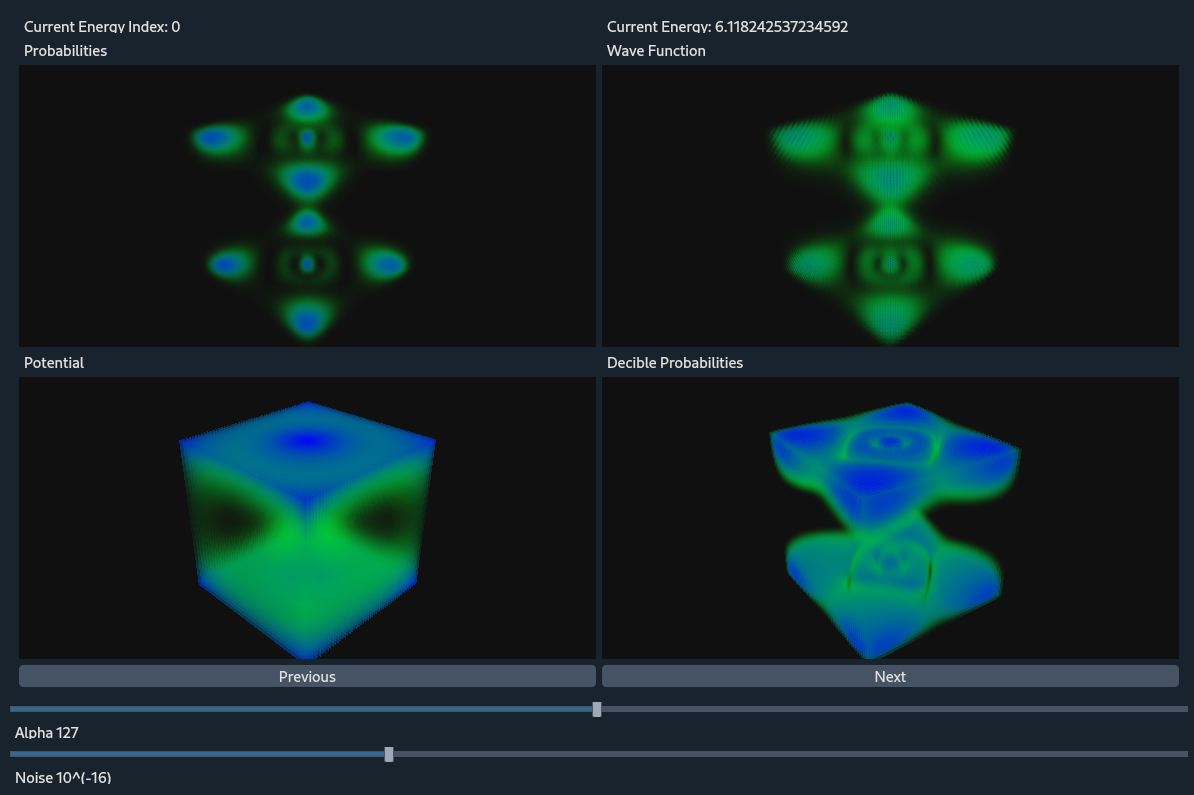 Current Energy Index: 0
Current Energy: 6.118242537234592
Probabilities
Wave Function
Potential
Decible Probabilities
Previous
Next
Alpha 127
Noise 10^(-16)